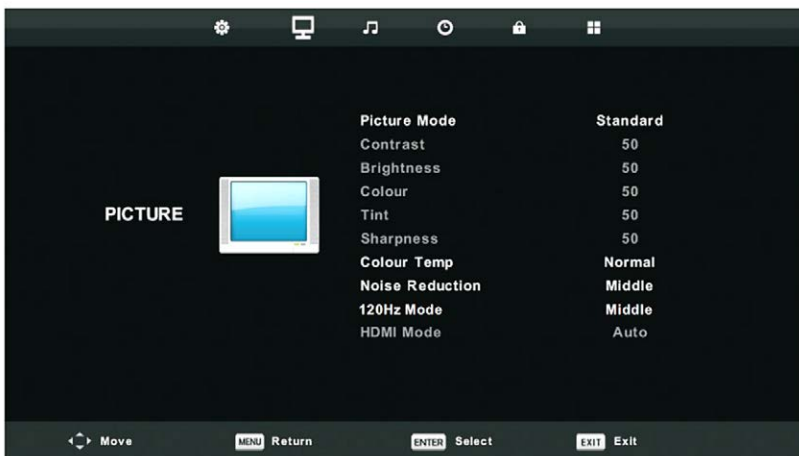 Picture Mode Standard
Contrast 50
Brightness 50
Colour 50
PICTURE
Tint 50
Sharpness 50
Colour Temp Normal
Noise Reduction Middle
120Hz Mode Middle
HDMI Mode Auto
Move MENU Return ENTER Select EXIT Exit